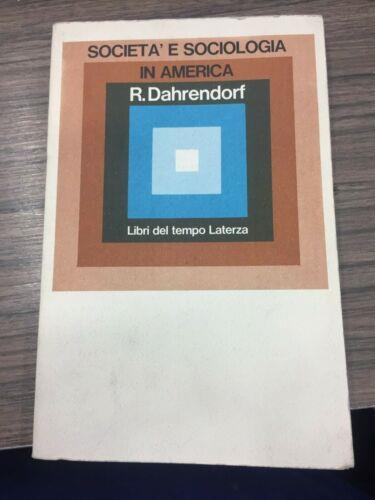 SOCIETA' E SOCIOLOGIA
IN AMERICA
R.Dahrendorf
Libri del tempo Laterza